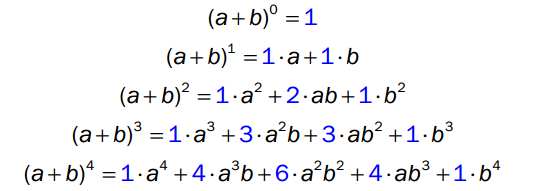 (a+b)⁰ = 1
(a+b)¹ = 1·a+1·b
(a+b)² = 1·a² +2·ab+1·b²
(a+b)³ = 1·a³ +3·a²b+3·ab² +1·b³
(a+b)⁴ = 1·a⁴ +4·a³b+6·a²b² +4·ab³ +1·b⁴